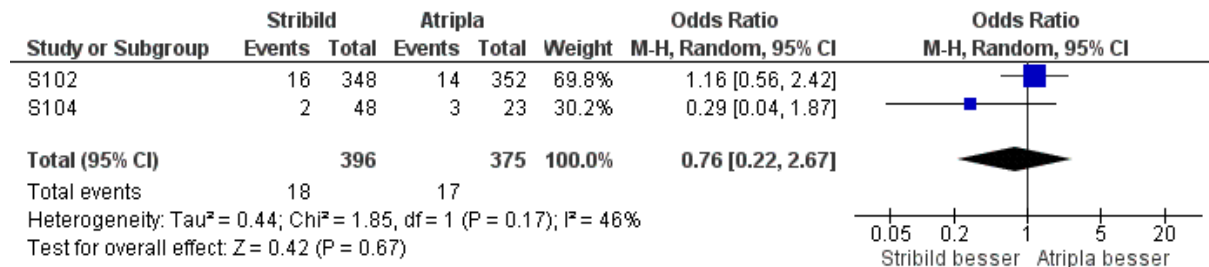 Stribild Atripla Odds Ratio Odds Ratio
Study or Subgroup Events Total Events Total Weight M-H, Random, 95% CI M-H, Random, 95% CI
S102 16 348 14 352 69.8% 1.16 [0.56, 2.42]
S104 2 48 3 23 30.2% 0.29 [0.04, 1.87]
Total (95% CI) 396 375 100.0% 0.76 [0.22, 2.67]
Total events 18 17
Heterogeneity: Tau² = 0.44; Chi² = 1.85, df = 1 (P = 0.17); I² = 46%
Test for overall effect: Z = 0.42 (P = 0.67)
0.05 0.2 1 5 20
Stribild besser Atripla besser